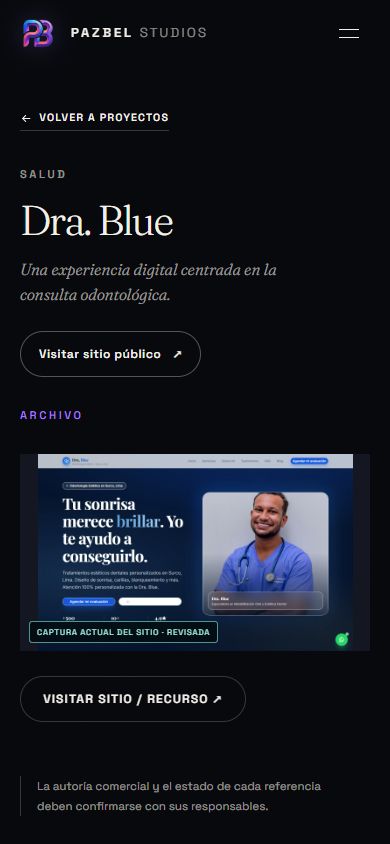 PAZBEL STUDIOS
← VOLVER A PROYECTOS
SALUD
Dra. Blue
Una experiencia digital centrada en la
consulta odontológica.
Visitar sitio público ↗
ARCHIVO
Dra. Blue
Agendar mi evaluación
Tu sonrisa
merece brillar. Yo
te ayudo a
conseguirlo.
Tratamientos estéticos dentales personalizados en Surco,
Lima. Diseño de sonrisa, carillas, blanqueamiento y más.
Atención 100% personalizada con la Dra. Blue.
Agendar mi evaluación
Dra. Blue
CAPTURA ACTUAL DEL SITIO · REVISADA
VISITAR SITIO / RECURSO ↗
La autoría comercial y el estado de cada referencia
deben confirmarse con sus responsables.